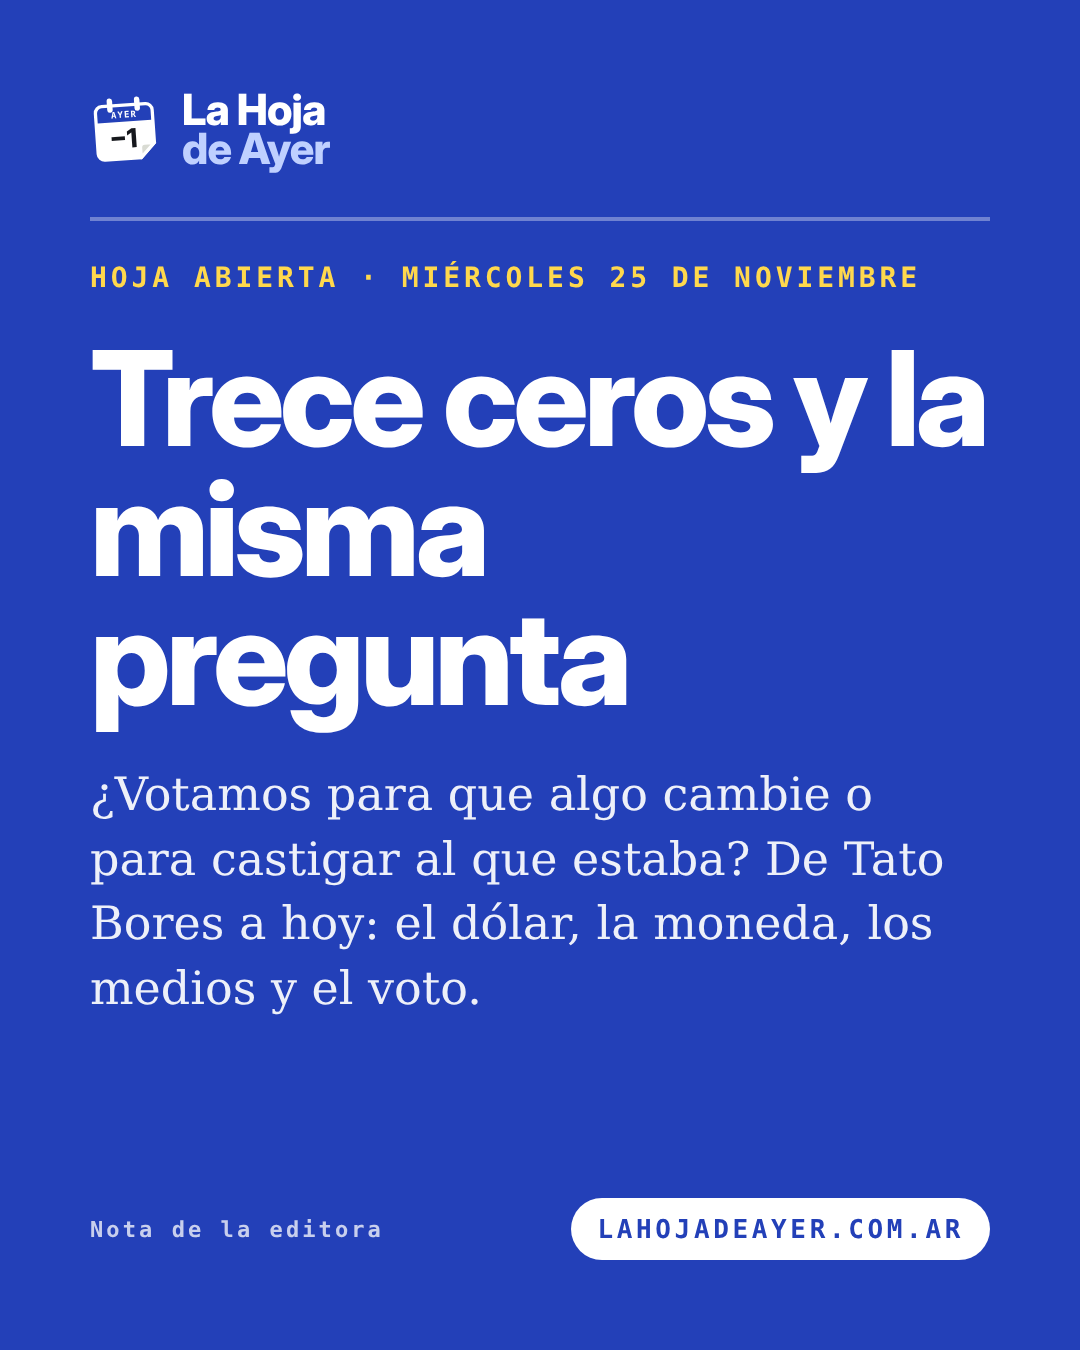 AYER
–1
La Hoja
de Ayer
HOJA ABIERTA · MIÉRCOLES 25 DE NOVIEMBRE
Trece ceros y la
misma
pregunta
¿Votamos para que algo cambie o
para castigar al que estaba? De Tato
Bores a hoy: el dólar, la moneda, los
medios y el voto.
Nota de la editora
LAHOJADEAYER.COM.AR